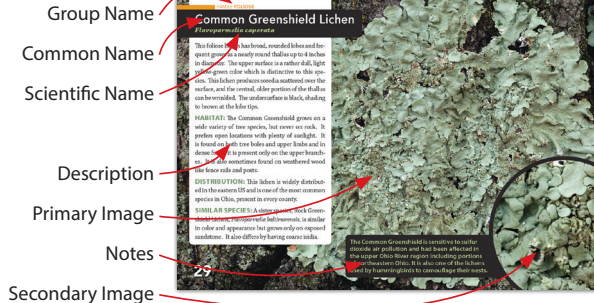 Group Name
FAMILY FOLIOSE
Common Name
Common Greenshield Lichen
Scientific Name
Flavoparmelia caperata
This foliose lichen has broad, rounded lobes and fre-
quent grows as a nearly round thallus up to 4 inches
in diameter. The upper surface is a rather dull, light
yellow-green color which is distinctive to this spe-
cies. This lichen produces soredia scattered over the
surface, and the central, older portion of the thallus
can be wrinkled. The undersurface is black, shading
to brown at the lobe tips.
HABITAT: The Common Greenshield grows on a
wide variety of tree species, but never on rock. It
prefers open locations with plenty of sunlight. It
is found on both tree boles and upper limbs and in
dense forest it is present only on the upper branch-
es. It is also sometimes found on weathered wood
like fence rails and posts.
Description
DISTRIBUTION: This lichen is widely distribut-
ed in the eastern US and is one of the most common
species in Ohio, present in every county.
Primary Image
SIMILAR SPECIES: A sister species, Rock Green-
shield Lichen, Flavoparmelia baltimorensis, is similar
in color and appearance but grows only on exposed
sandstone. It also differs by having coarse isidia.
Notes
The Common Greenshield is sensitive to sulfur
dioxide air pollution and had been affected in
the upper Ohio River region including portions
of southeastern Ohio. It is also one of the lichens
used by hummingbirds to camouflage their nests.
29
Secondary Image